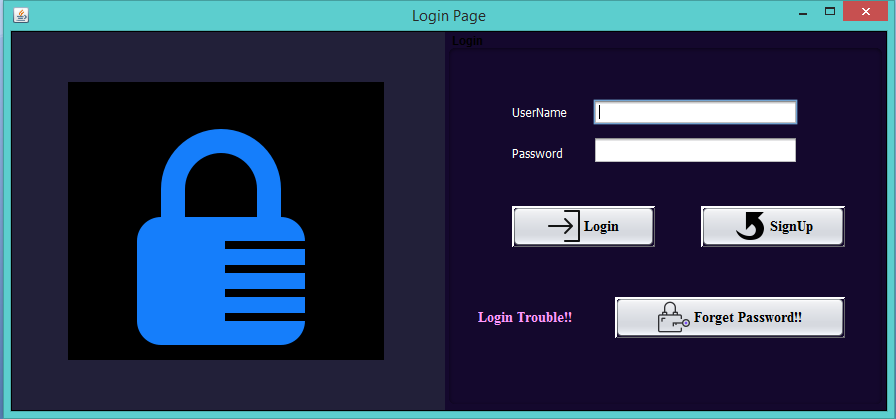 Login Page
Login
UserName
Password
Login
SignUp
Login Trouble!!
Forget Password!!